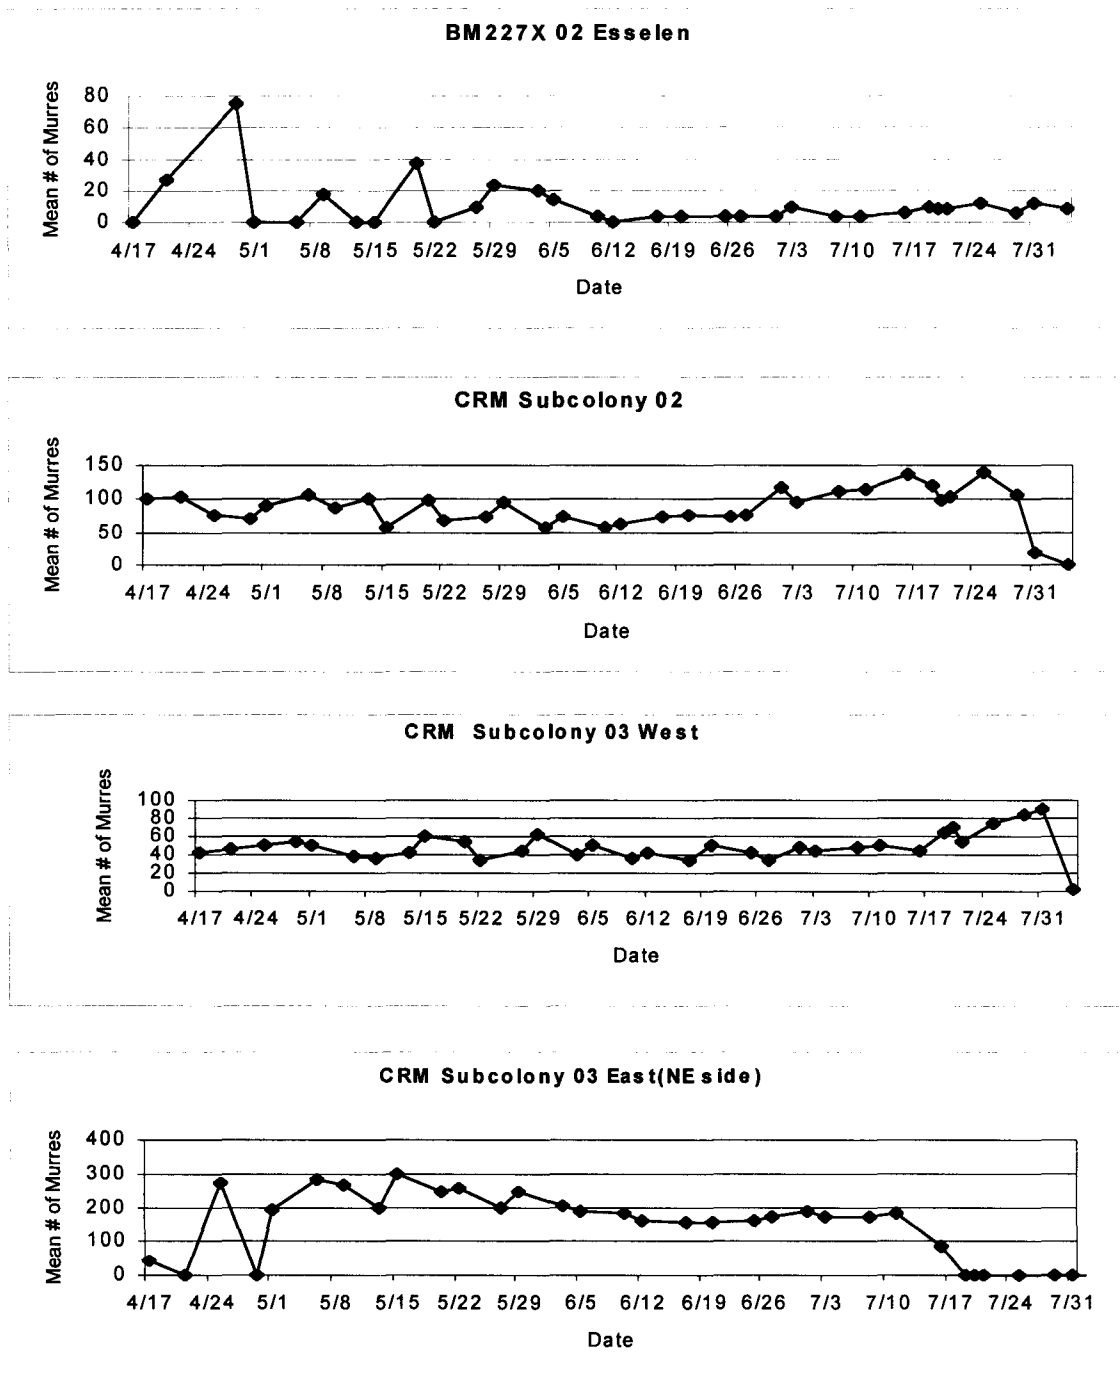 BM227X 02 Esselen
Mean # of Murres
80
60
40
20
0
4/17 4/24 5/1 5/8 5/15 5/22 5/29 6/5 6/12 6/19 6/26 7/3 7/10 7/17 7/24 7/31
Date
CRM Subcolony 02
Mean # of Murres
150
100
50
0
4/17 4/24 5/1 5/8 5/15 5/22 5/29 6/5 6/12 6/19 6/26 7/3 7/10 7/17 7/24 7/31
Date
CRM Subcolony 03 West
Mean # of Murres
100
80
60
40
20
0
4/17 4/24 5/1 5/8 5/15 5/22 5/29 6/5 6/12 6/19 6/26 7/3 7/10 7/17 7/24 7/31
Date
CRM Subcolony 03 East(NE side)
Mean # of Murres
400
300
200
100
0
4/17 4/24 5/1 5/8 5/15 5/22 5/29 6/5 6/12 6/19 6/26 7/3 7/10 7/17 7/24 7/31
Date